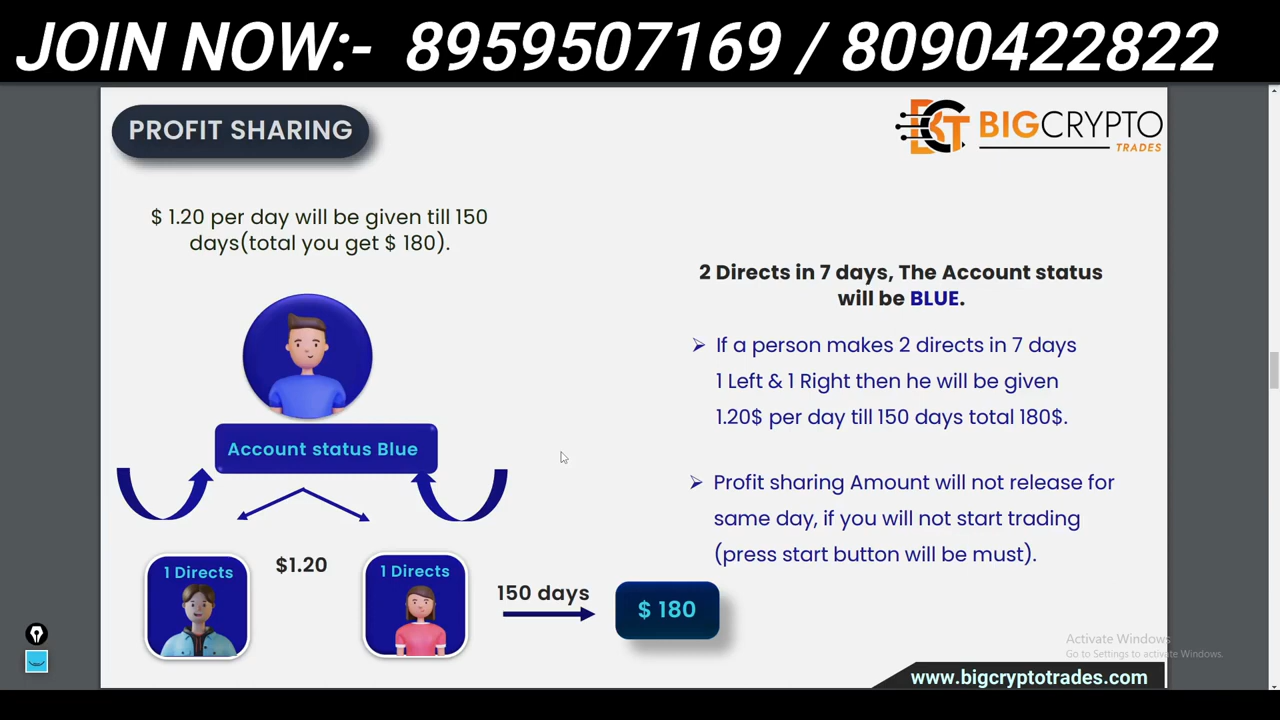 JOIN NOW:- 8959507169 / 8090422822
PROFIT SHARING
BIGCRYPTO
TRADES
$ 1.20 per day will be given till 150
days(total you get $ 180).
2 Directs in 7 days, The Account status
will be BLUE.
If a person makes 2 directs in 7 days
1 Left & 1 Right then he will be given
1.20$ per day till 150 days total 180$.
Account status Blue
Profit sharing Amount will not release for
same day, if you will not start trading
(press start button will be must).
1 Directs
$1.20
1 Directs
150 days
$ 180
Activate Windows
Go to Settings to activate Windows.
www.bigcryptotrades.com